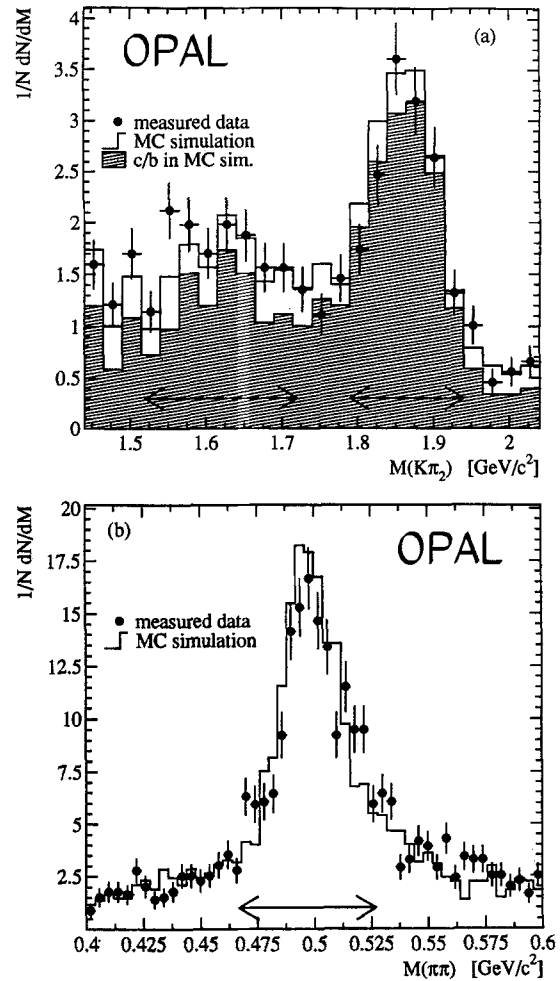 OPAL
(a)
1/N dN/dM
measured data
MC simulation
c/b in MC sim.
4
3.5
3
2.5
2
1.5
1
0.5
0
1.5
1.6
1.7
1.8
1.9
2
M(Kπ₂) [GeV/c²]
(b)
OPAL
1/N dN/dM
measured data
MC simulation
20
17.5
15
12.5
10
7.5
5
2.5
0.4
0.425
0.45
0.475
0.5
0.525
0.55
0.575
0.6
M(ππ) [GeV/c²]